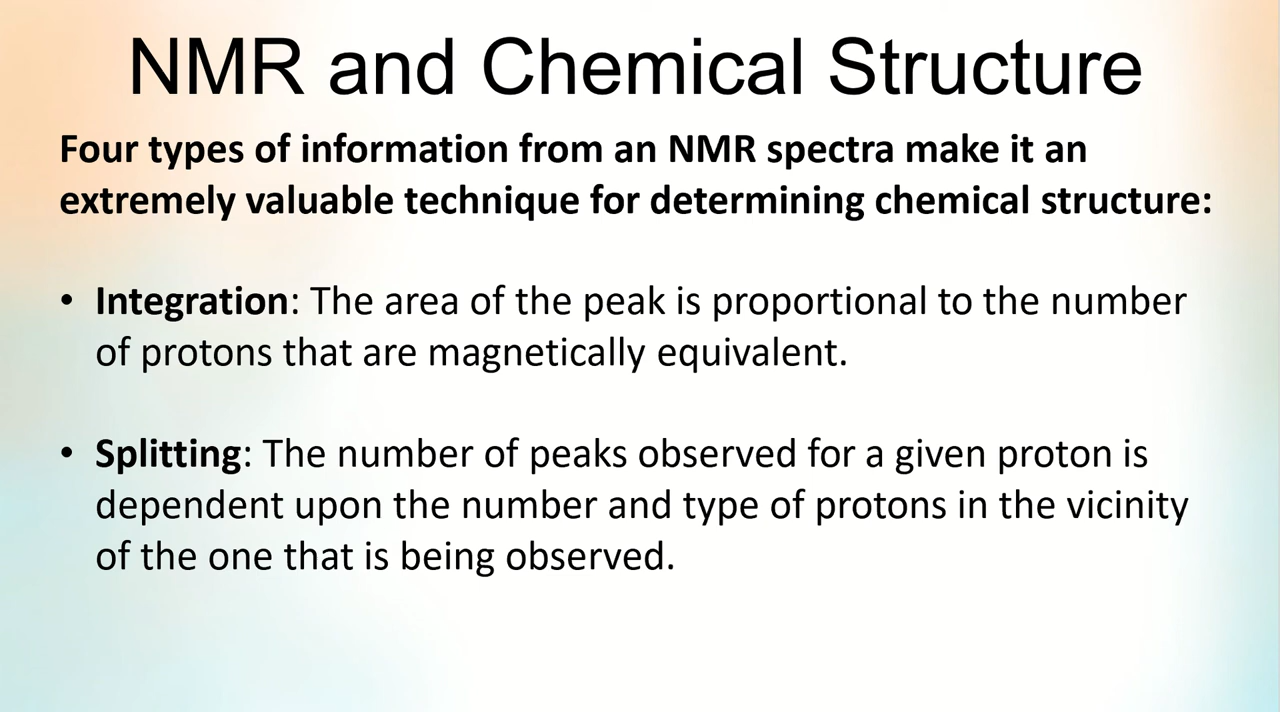 NMR and Chemical Structure
Four types of information from an NMR spectra make it an
extremely valuable technique for determining chemical structure:
• Integration: The area of the peak is proportional to the number
of protons that are magnetically equivalent.
• Splitting: The number of peaks observed for a given proton is
dependent upon the number and type of protons in the vicinity
of the one that is being observed.